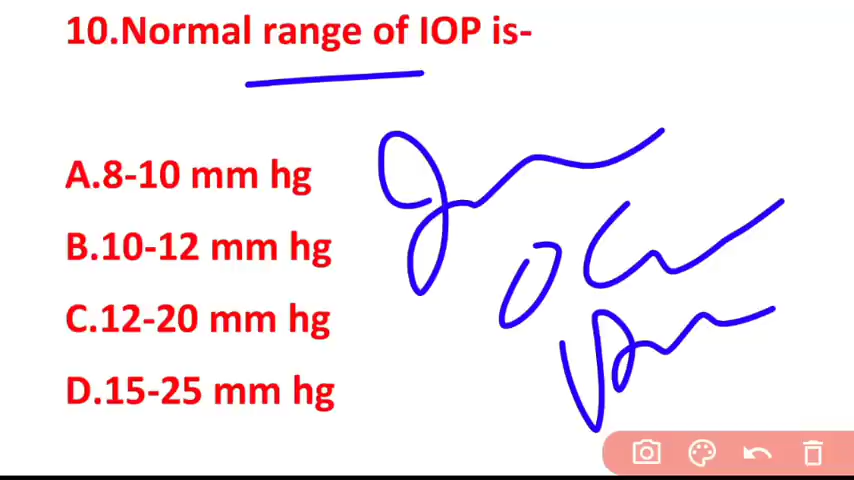 10.Normal range of IOP is-
A.8-10 mm hg
B.10-12 mm hg
C.12-20 mm hg
D.15-25 mm hg